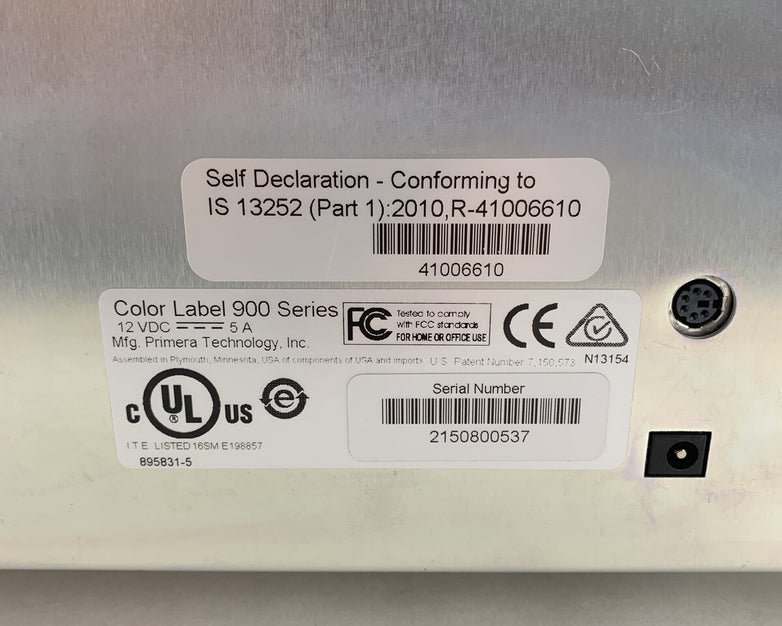 Self Declaration - Conforming to
IS 13252 (Part 1):2010,R-41006610
41006610
Color Label 900 Series
12 VDC 5 A
Mfg. Primera Technology, Inc.
FC Tested to comply
with FCC standards
FOR HOME OR OFFICE USE
CE
N13154
Assembled in Plymouth, Minnesota, USA of components of USA and imports U.S. Patent Number 7,150,573
C UL ® US e
I.T.E. LISTED 16SM E198857
895831-5
Serial Number
2150800537